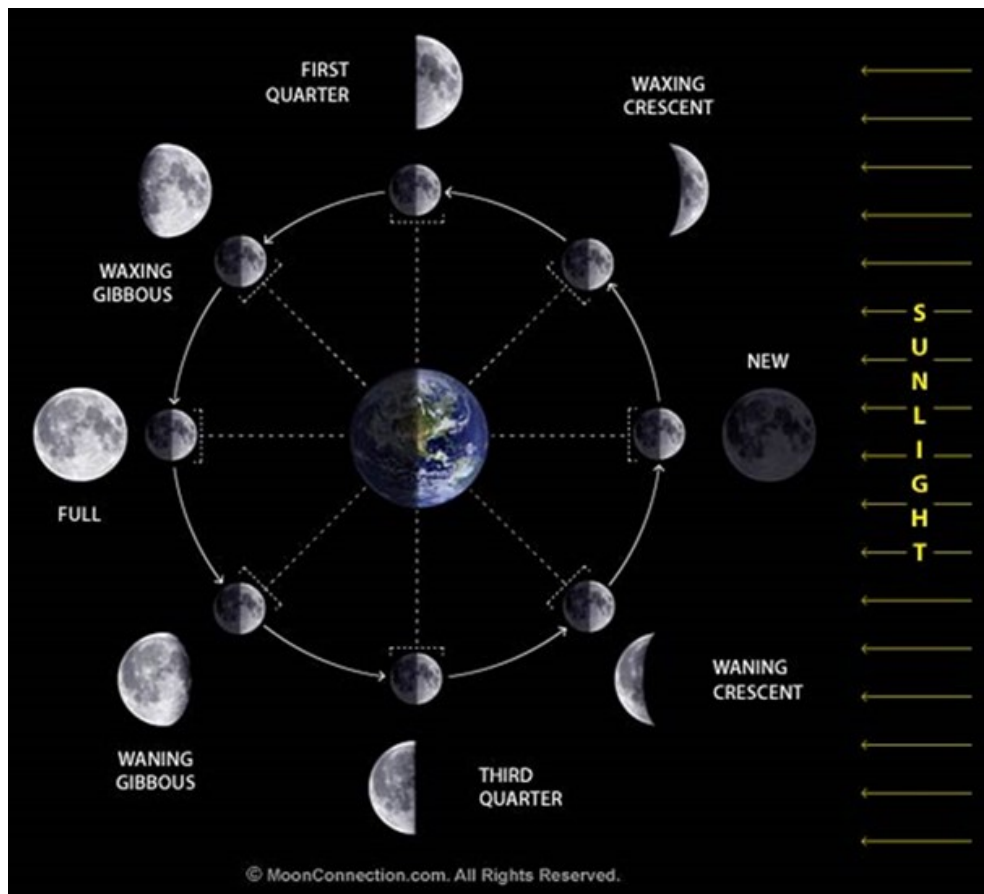 FIRST
QUARTER
WAXING
CRESCENT
WAXING
GIBBOUS
NEW
SUNLIGHT
FULL
WANING
CRESCENT
WANING
GIBBOUS
THIRD
QUARTER
© MoonConnection.com. All Rights Reserved.